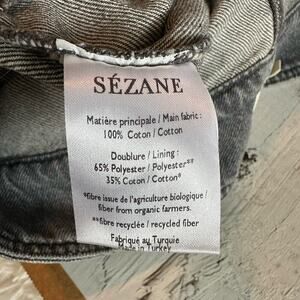 SÉZANE
Matière principale / Main fabric :
100% Coton / Cotton
Doublure / Lining :
65% Polyester / Polyester**
35% Coton / Cotton*
*fibre issue de l'agriculture biologique /
fiber from organic farmers.
**fibre recyclée / recycled fiber
Fabriqué au Turquie
Made in Turkey